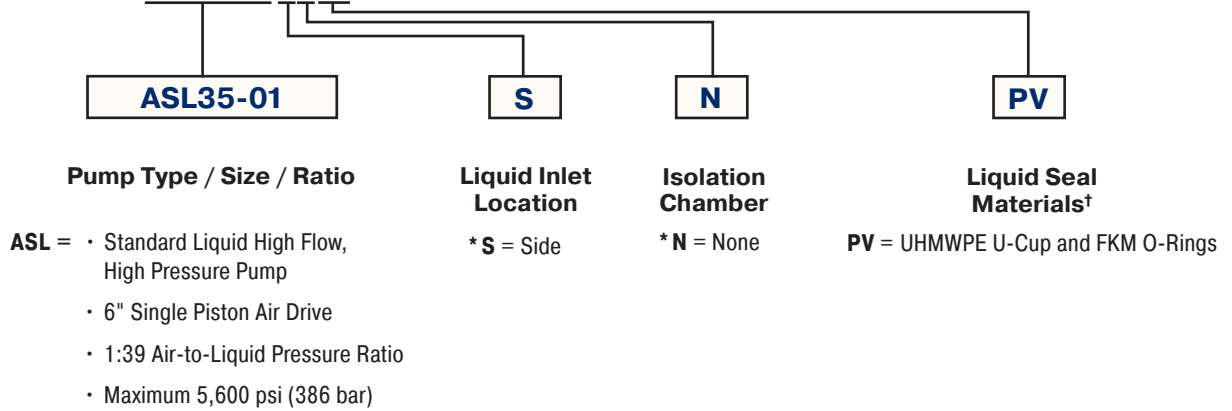 ASL35-01 S N PV
Pump Type / Size / Ratio
ASL = · Standard Liquid High Flow,
High Pressure Pump
· 6" Single Piston Air Drive
· 1:39 Air-to-Liquid Pressure Ratio
· Maximum 5,600 psi (386 bar)
Liquid Inlet
Location
* S = Side
Isolation
Chamber
* N = None
Liquid Seal
Materials†
PV = UHMWPE U-Cup and FKM O-Rings